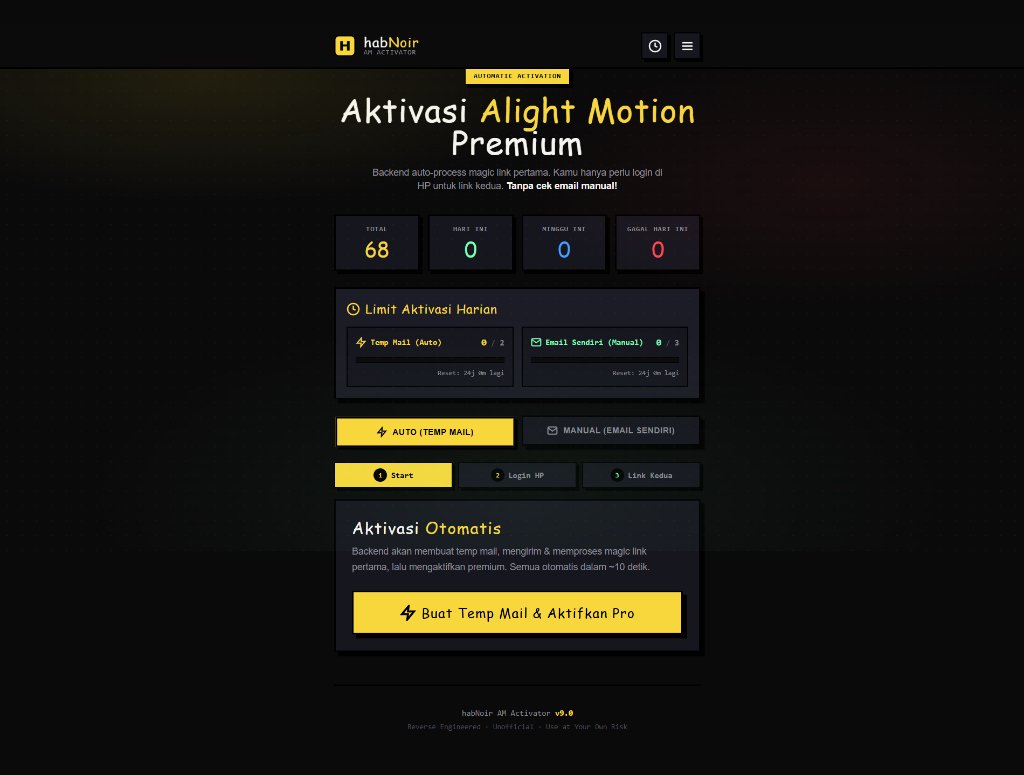 H habNoir
AM ACTIVATOR
AUTOMATIC ACTIVATION
Aktivasi Alight Motion
Premium
Backend auto-process magic link pertama. Kamu hanya perlu login di
HP untuk link kedua. Tanpa cek email manual!
TOTAL HARI INI MINGGU INI GAGAL HARI INI
68 0 0 0
Limit Aktivasi Harian
Temp Mail (Auto) 0 / 2 Email Sendiri (Manual) 0 / 3
Reset: 24j 0m lagi Reset: 24j 0m lagi
AUTO (TEMP MAIL) MANUAL (EMAIL SENDIRI)
1 Start 2 Login HP 3 Link Kedua
Aktivasi Otomatis
Backend akan membuat temp mail, mengirim & memproses magic link
pertama, lalu mengaktifkan premium. Semua otomatis dalam ~10 detik.
Buat Temp Mail & Aktifkan Pro
habNoir AM Activator v9.0
Reverse Engineered · Unofficial · Use at Your Own Risk